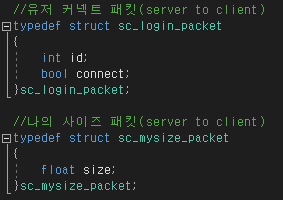 //유저 커넥트 패킷(server to client)
typedef struct sc_login_packet
{
int id;
bool connect;
}sc_login_packet;
//나의 사이즈 패킷(server to client)
typedef struct sc_mysize_packet
{
float size;
}sc_mysize_packet;